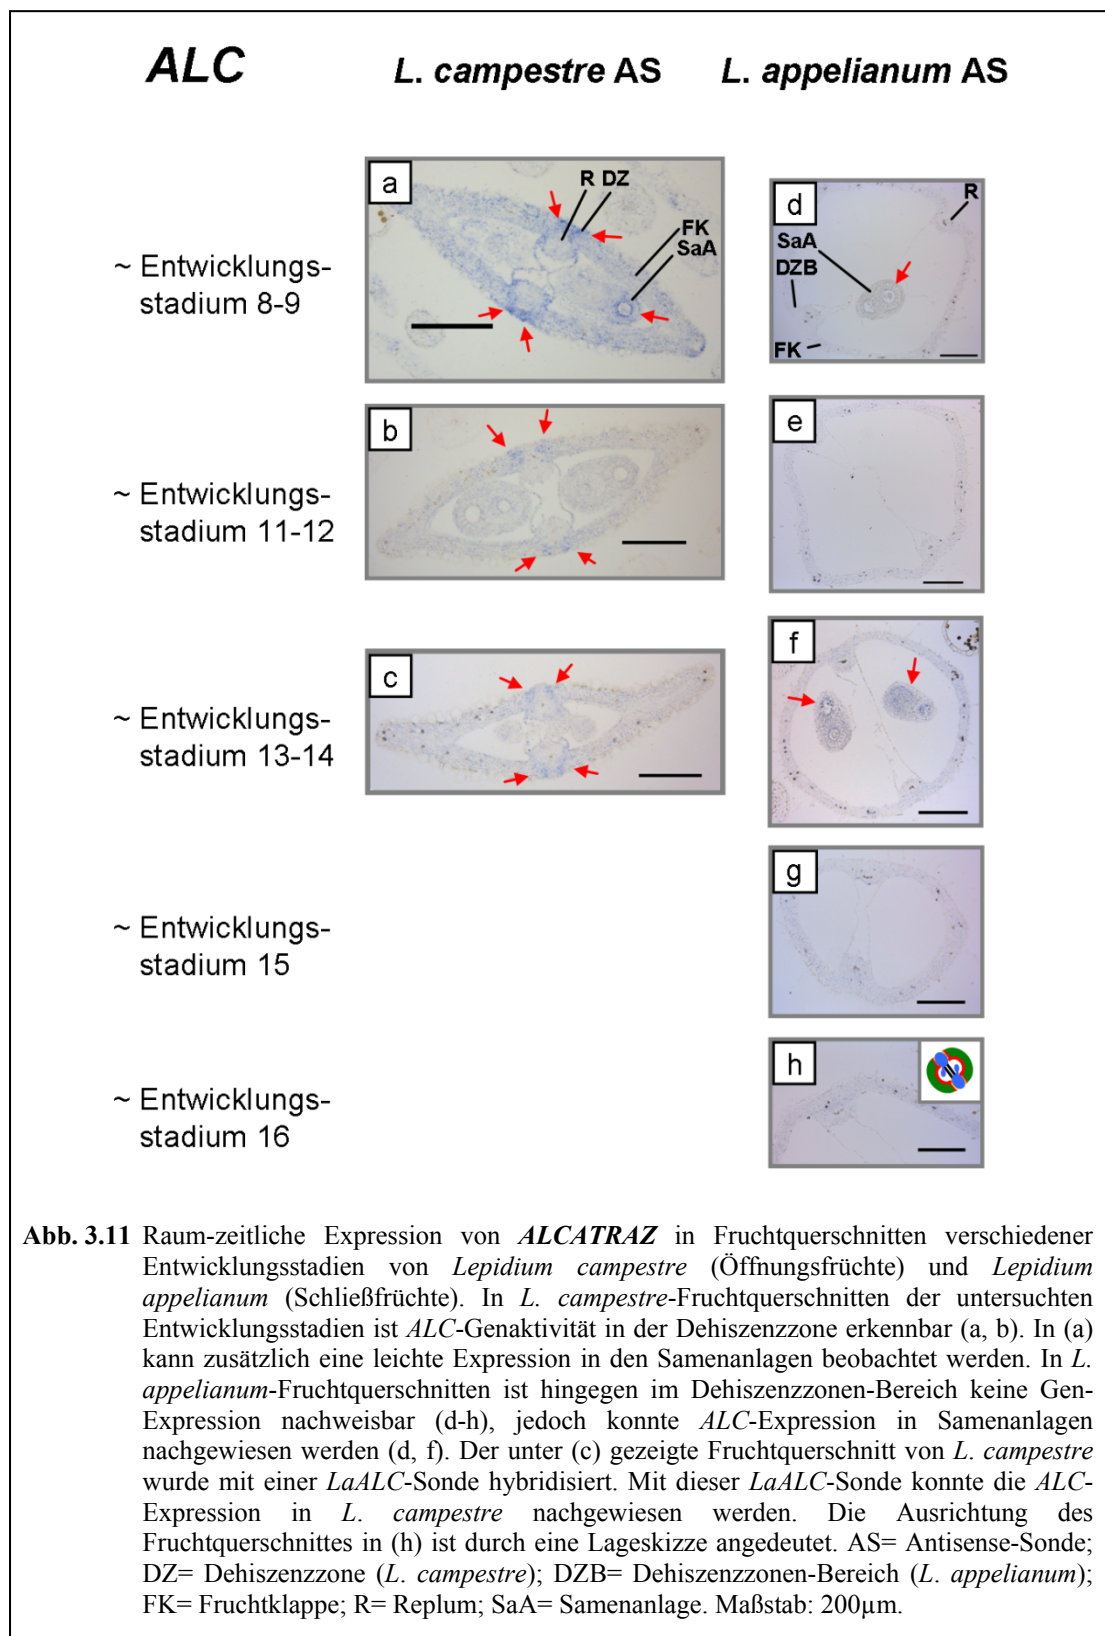 ALC L. campestre AS L. appelianum AS
~ Entwicklungs-
stadium 8-9
a
R DZ
FK
SaA
d
R
SaA
DZB
FK
~ Entwicklungs-
stadium 11-12
b
e
~ Entwicklungs-
stadium 13-14
c
f
~ Entwicklungs-
stadium 15
g
~ Entwicklungs-
stadium 16
h
Abb. 3.11 Raum-zeitliche Expression von ALCATRAZ in Fruchtquerschnitten verschiedener
Entwicklungsstadien von Lepidium campestre (Öffnungsfrüchte) und Lepidium
appelianum (Schließfrüchte). In L. campestre-Fruchtquerschnitten der untersuchten
Entwicklungsstadien ist ALC-Genaktivität in der Dehiszenzzone erkennbar (a, b). In (a)
kann zusätzlich eine leichte Expression in den Samenanlagen beobachtet werden. In L.
appelianum-Fruchtquerschnitten ist hingegen im Dehiszenzzonen-Bereich keine Gen-
Expression nachweisbar (d-h), jedoch konnte ALC-Expression in Samenanlagen
nachgewiesen werden (d, f). Der unter (c) gezeigte Fruchtquerschnitt von L. campestre
wurde mit einer LaALC-Sonde hybridisiert. Mit dieser LaALC-Sonde konnte die ALC-
Expression in L. campestre nachgewiesen werden. Die Ausrichtung des
Fruchtquerschnittes in (h) ist durch eine Lageskizze angedeutet. AS= Antisense-Sonde;
DZ= Dehiszenzzone (L. campestre); DZB= Dehiszenzzonen-Bereich (L. appelianum);
FK= Fruchtklappe; R= Replum; SaA= Samenanlage. Maßstab: 200µm.